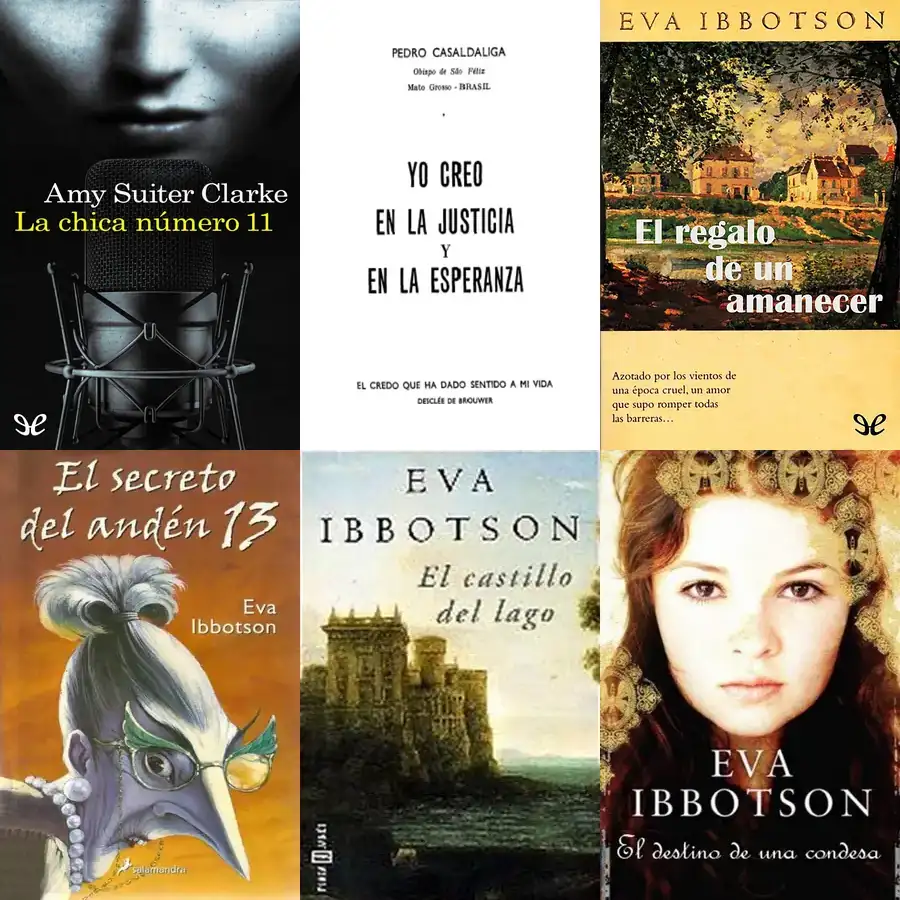 Amy Suiter Clarke
La chica número 11
PEDRO CASALDALIGA
Obispo de São Félix
Mato Grosso - BRASIL
YO CREO
EN LA JUSTICIA
Y
EN LA ESPERANZA
EL CREDO QUE HA DADO SENTIDO A MI VIDA
DESCLÉE DE BROUWER
EVA IBBOTSON
El regalo
de un
amanecer
Azotado por los vientos de
una época cruel, un amor
que supo romper todas
las barreras...
El secreto
del andén 13
Eva
Ibbotson
salamandra
EVA
IBBOTSON
El castillo
del lago
PLAZA JANÉS
EVA
IBBOTSON
El destino de una condesa